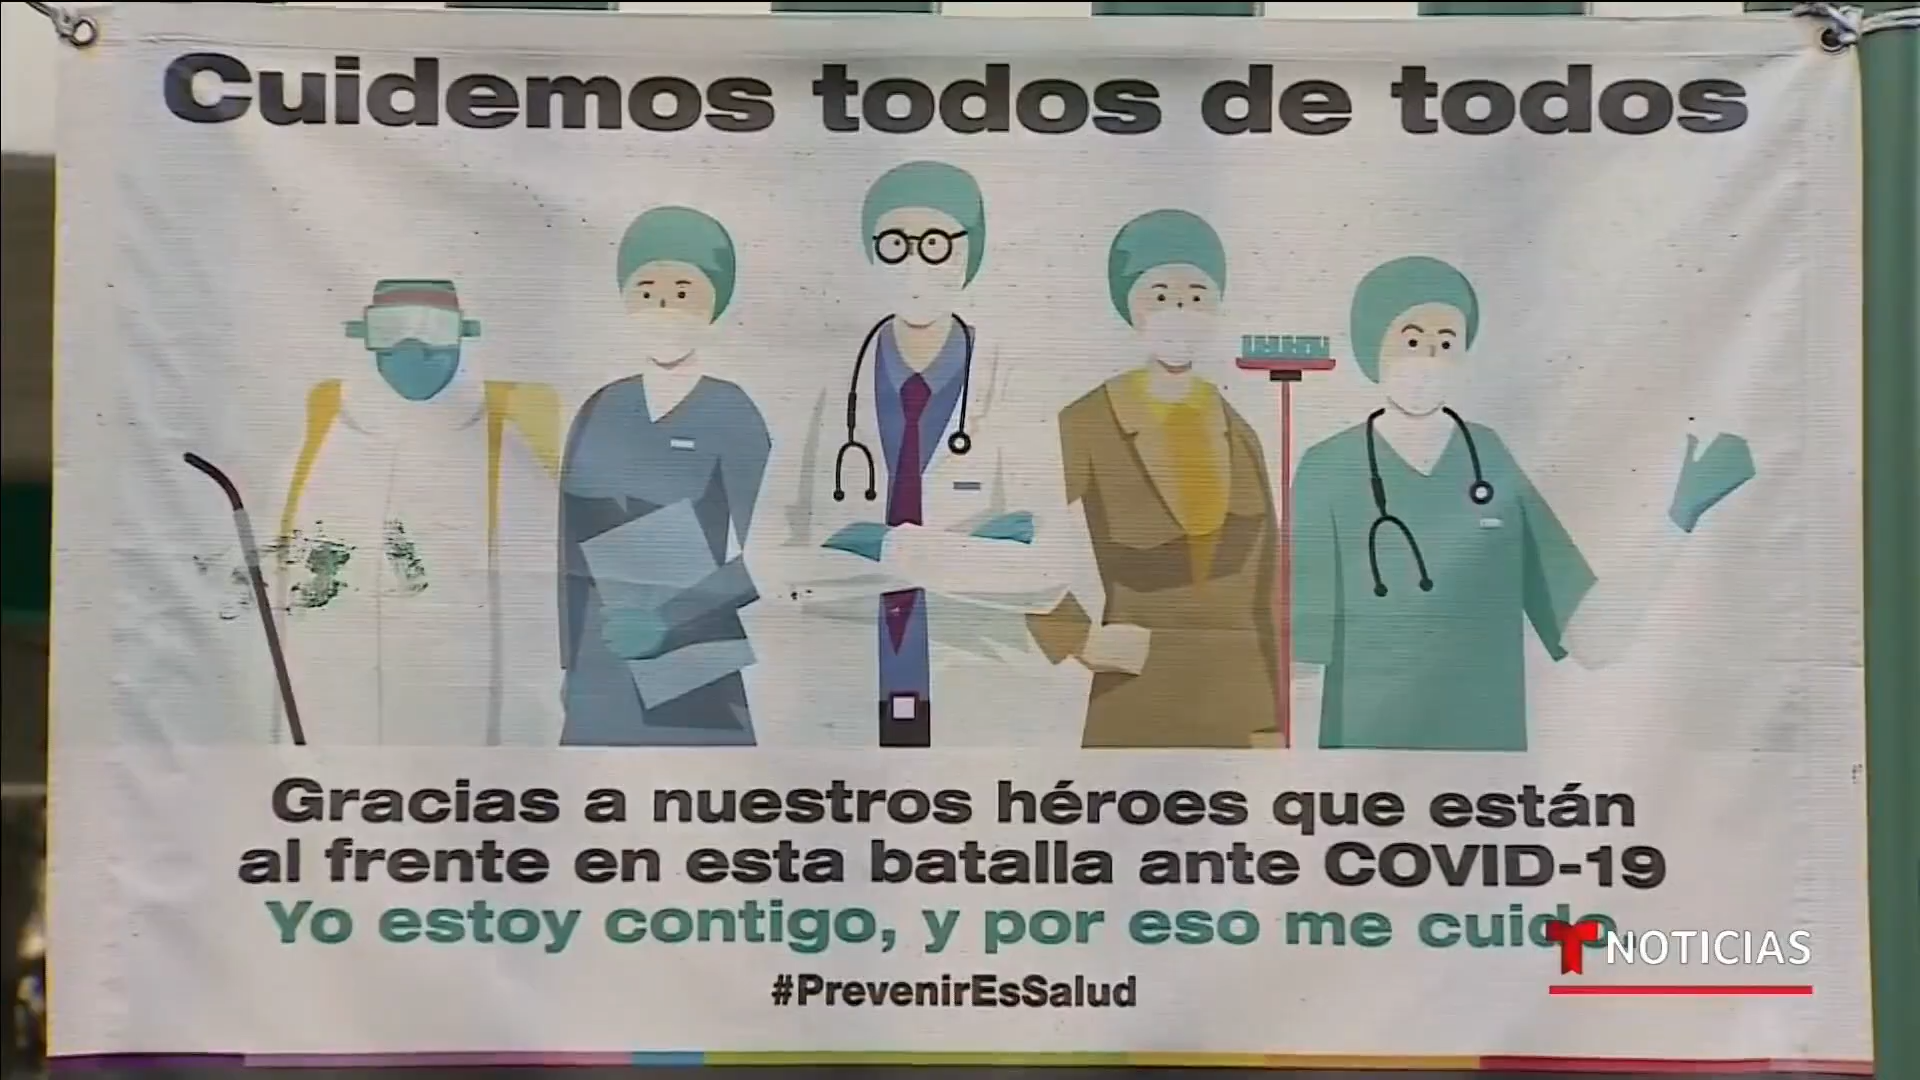 Cuidemos todos de todos
Gracias a nuestros héroes que están
al frente en esta batalla ante COVID-19
Yo estoy contigo, y por eso me cuido.
#PrevenirEsSalud
NOTICIAS